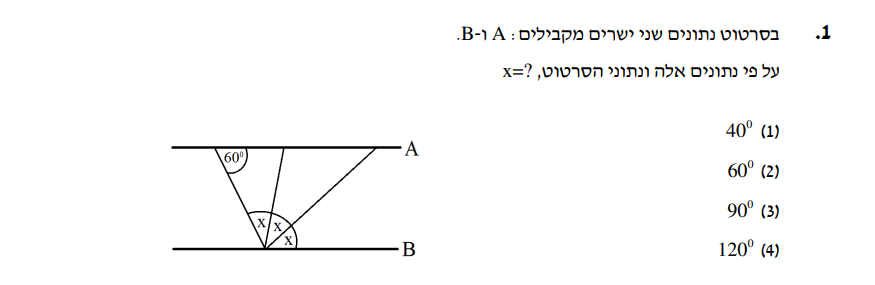 1. בסרטוט נתונים שני ישרים מקבילים : A ו-B.
על פי נתונים אלה ונתוני הסרטוט, x=?
(1) 40⁰
(2) 60⁰
(3) 90⁰
(4) 120⁰
A
60⁰
x x
x
B